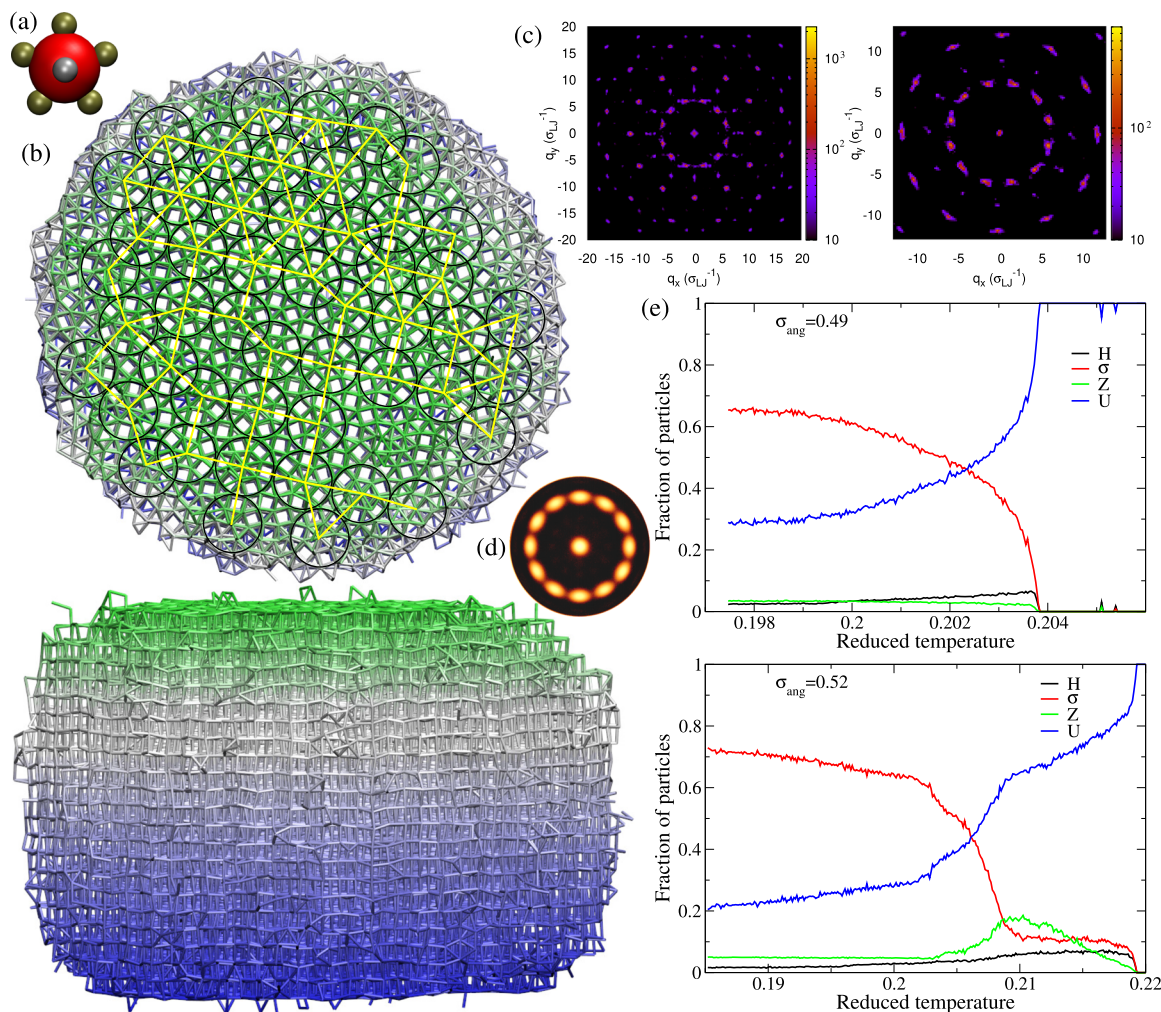 (a)
(b)
(c)
20
15
10
5
0
-5
-10
-15
-20
-20 -15 -10 -5 0 5 10 15 20
q_y (σ_LJ^-1)
q_x (σ_LJ^-1)
10^3
10^2
10
10
5
0
-5
-10
-10 -5 0 5 10
q_y (σ_LJ^-1)
q_x (σ_LJ^-1)
10^2
10
(d)
(e)
σ_ang=0.49
H
σ
Z
U
1
0.8
0.6
0.4
0.2
0
Fraction of particles
0.198 0.2 0.202 0.204
Reduced temperature
σ_ang=0.52
H
σ
Z
U
1
0.8
0.6
0.4
0.2
0
Fraction of particles
0.19 0.2 0.21 0.22
Reduced temperature